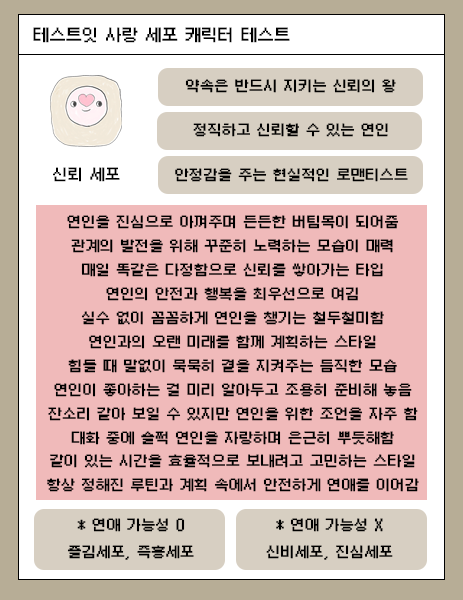 테스트잇 사랑 세포 캐릭터 테스트
약속은 반드시 지키는 신뢰의 왕
정직하고 신뢰할 수 있는 연인
신뢰 세포
안정감을 주는 현실적인 로맨티스트
연인을 진심으로 아껴주며 든든한 버팀목이 되어줌
관계의 발전을 위해 꾸준히 노력하는 모습이 매력
매일 똑같은 다정함으로 신뢰를 쌓아가는 타입
연인의 안전과 행복을 최우선으로 여김
실수 없이 꼼꼼하게 연인을 챙기는 철두철미함
연인과의 오랜 미래를 함께 계획하는 스타일
힘들 때 말없이 묵묵히 곁을 지켜주는 듬직한 모습
연인이 좋아하는 걸 미리 알아두고 조용히 준비해 놓음
잔소리 같아 보일 수 있지만 연인을 위한 조언을 자주 함
대화 중에 슬쩍 연인을 자랑하며 은근히 뿌듯해함
같이 있는 시간을 효율적으로 보내려고 고민하는 스타일
항상 정해진 루틴과 계획 속에서 안전하게 연애를 이어감
* 연애 가능성 O
즐김세포, 즉흥세포
* 연애 가능성 X
신비세포, 진심세포